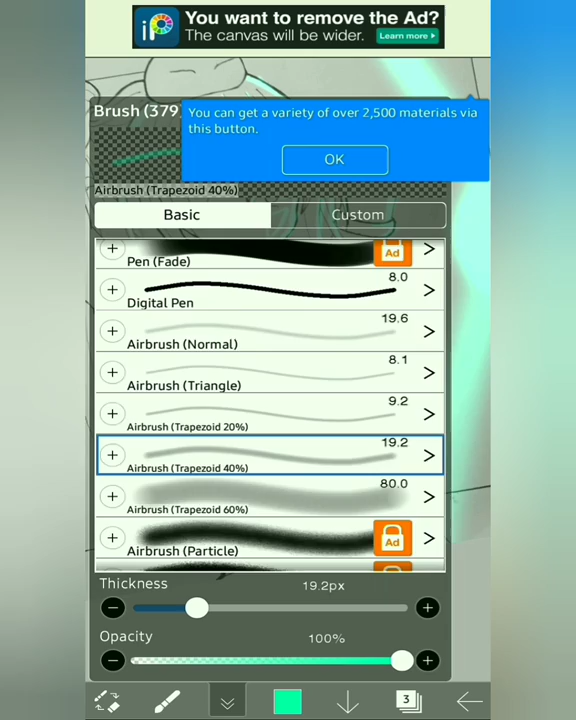 You want to remove the Ad?
The canvas will be wider.
Learn more
iP
Brush (379
You can get a variety of over 2,500 materials via
this button.
OK
Airbrush (Trapezoid 40%)
Basic
Custom
Pen (Fade)
Ad
8.0
Digital Pen
19.6
Airbrush (Normal)
8.1
Airbrush (Triangle)
9.2
Airbrush (Trapezoid 20%)
19.2
Airbrush (Trapezoid 40%)
80.0
Airbrush (Trapezoid 60%)
Ad
Airbrush (Particle)
Thickness
19.2px
Opacity
100%
3